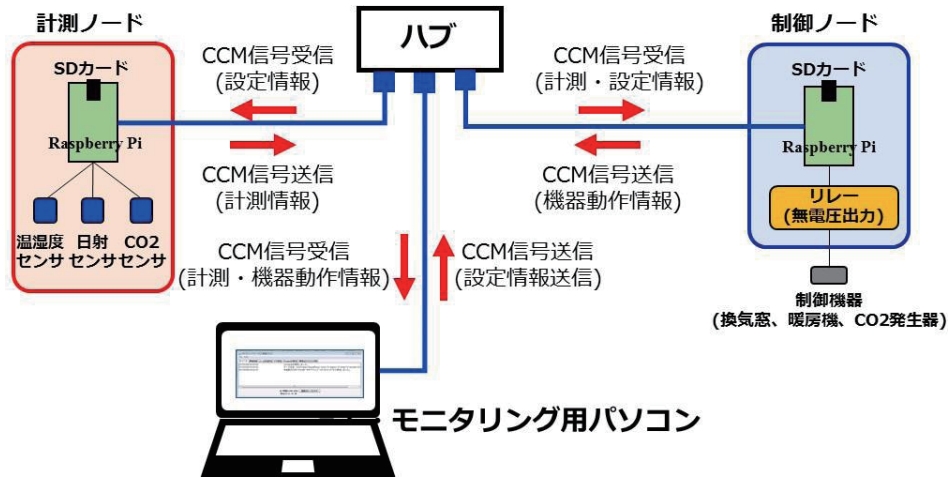 計測ノード
SDカード
Raspberry Pi
温湿度
センサ
日射
センサ
CO2
センサ
CCM信号受信
(設定情報)
CCM信号送信
(計測情報)
ハブ
CCM信号受信
(計測・設定情報)
CCM信号送信
(機器動作情報)
制御ノード
SDカード
Raspberry Pi
リレー
(無電圧出力)
制御機器
(換気窓、暖房機、CO2発生器)
CCM信号受信
(計測・機器動作情報)
CCM信号送信
(設定情報送信)
モニタリング用パソコン